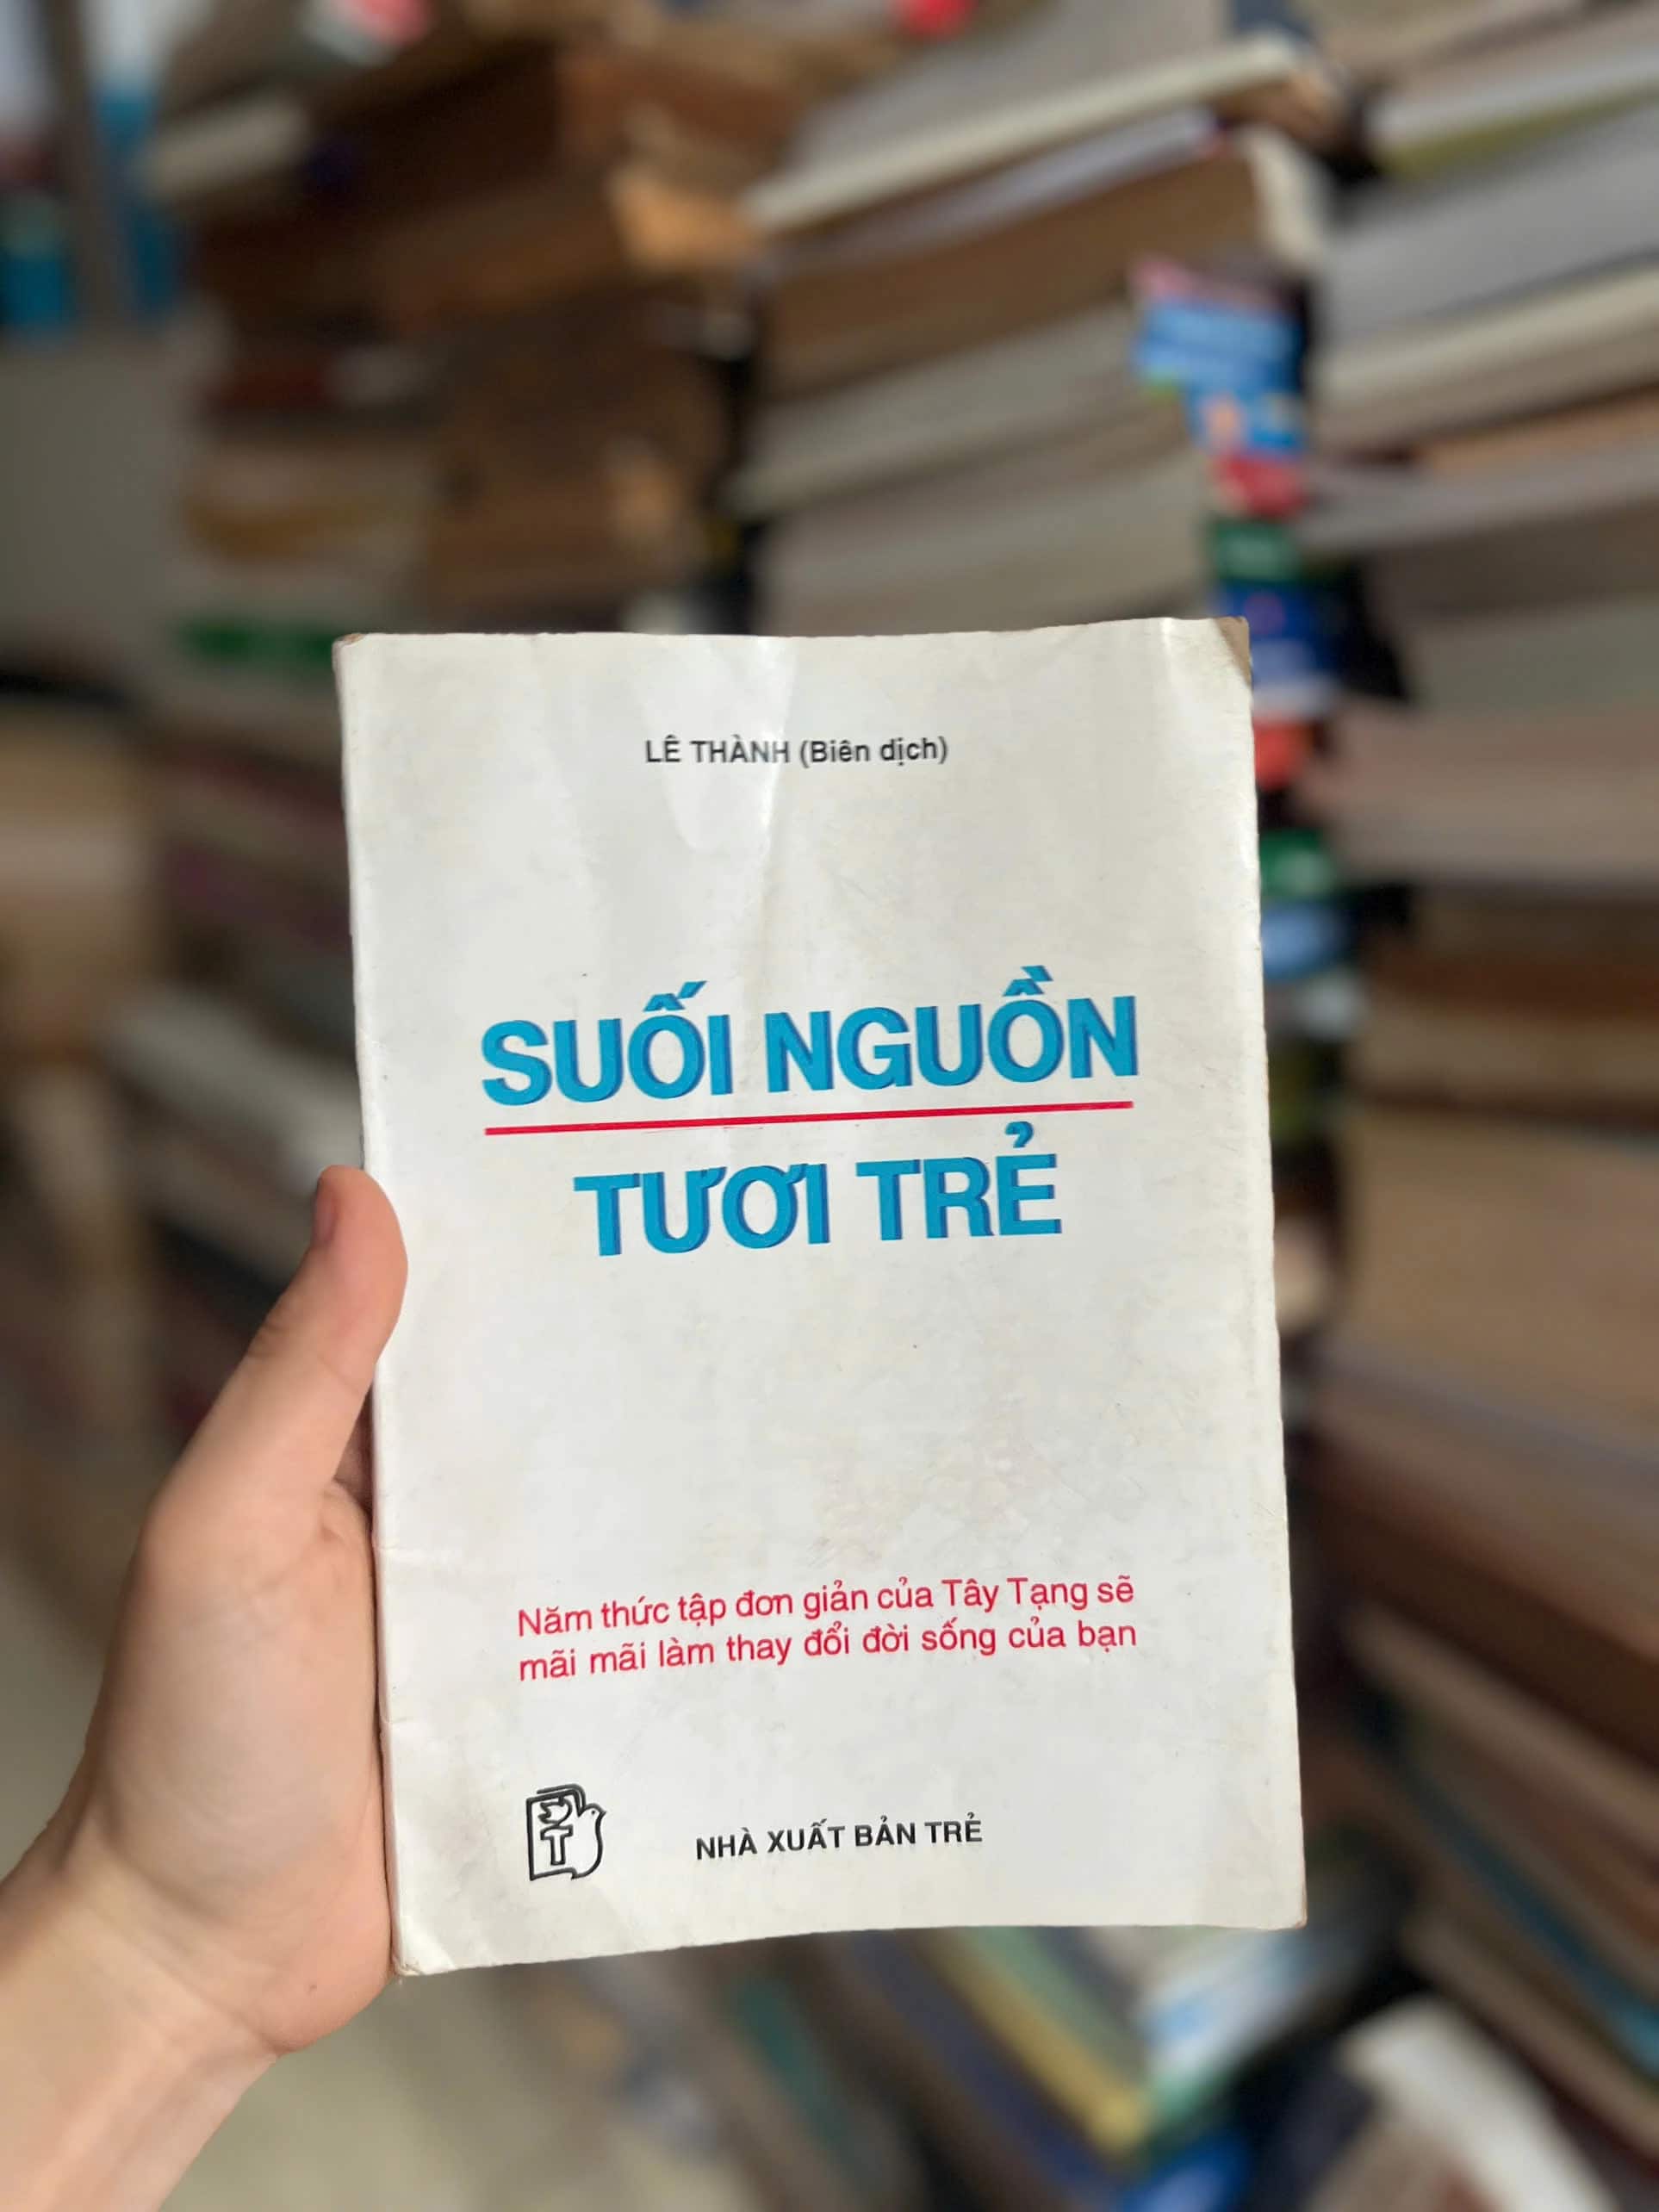 LÊ THÀNH (Biên dịch)
SUỐI NGUỒN
TƯƠI TRẺ
Năm thức tập đơn giản của Tây Tạng sẽ
mãi mãi làm thay đổi đời sống của bạn
T
NHÀ XUẤT BẢN TRẺ